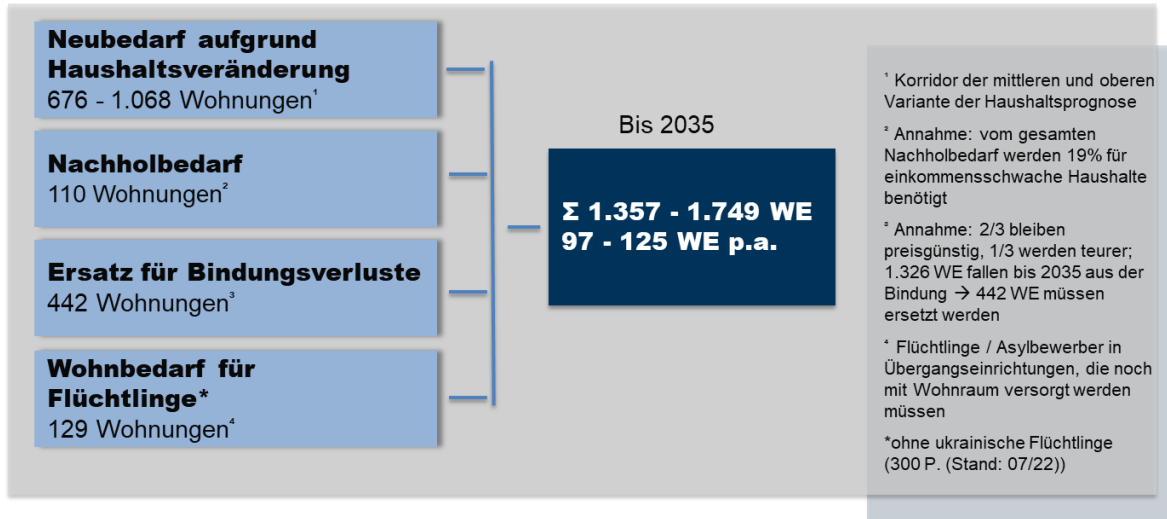 Neubedarf aufgrund
Haushaltsveränderung
676 - 1.068 Wohnungen¹
Nachholbedarf
110 Wohnungen²
Ersatz für Bindungsverluste
442 Wohnungen³
Wohnbedarf für
Flüchtlinge*
129 Wohnungen⁴
Bis 2035
Σ 1.357 - 1.749 WE
97 - 125 WE p.a.
¹ Korridor der mittleren und oberen
Variante der Haushaltsprognose
² Annahme: vom gesamten
Nachholbedarf werden 19% für
einkommensschwache Haushalte
benötigt
³ Annahme: 2/3 bleiben
preisgünstig, 1/3 werden teurer;
1.326 WE fallen bis 2035 aus der
Bindung → 442 WE müssen
ersetzt werden
⁴ Flüchtlinge / Asylbewerber in
Übergangseinrichtungen, die noch
mit Wohnraum versorgt werden
müssen
*ohne ukrainische Flüchtlinge
(300 P. (Stand: 07/22))